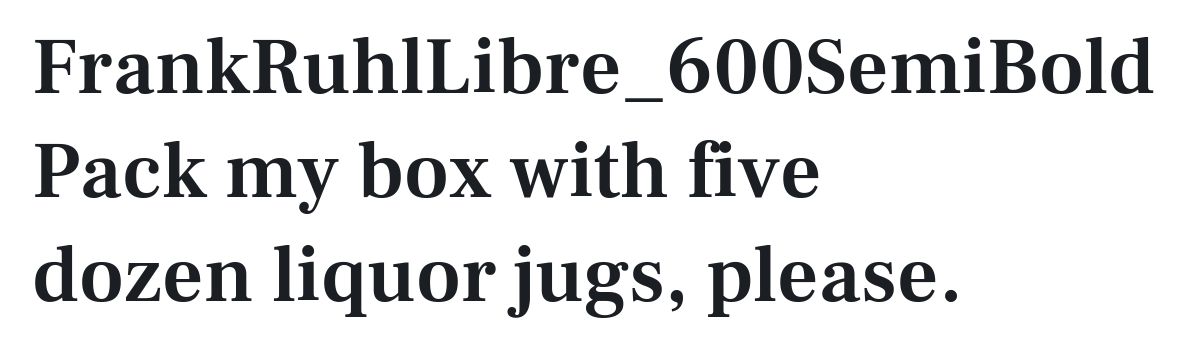 FrankRuhlLibre_600SemiBold
Pack my box with five
dozen liquor jugs, please.